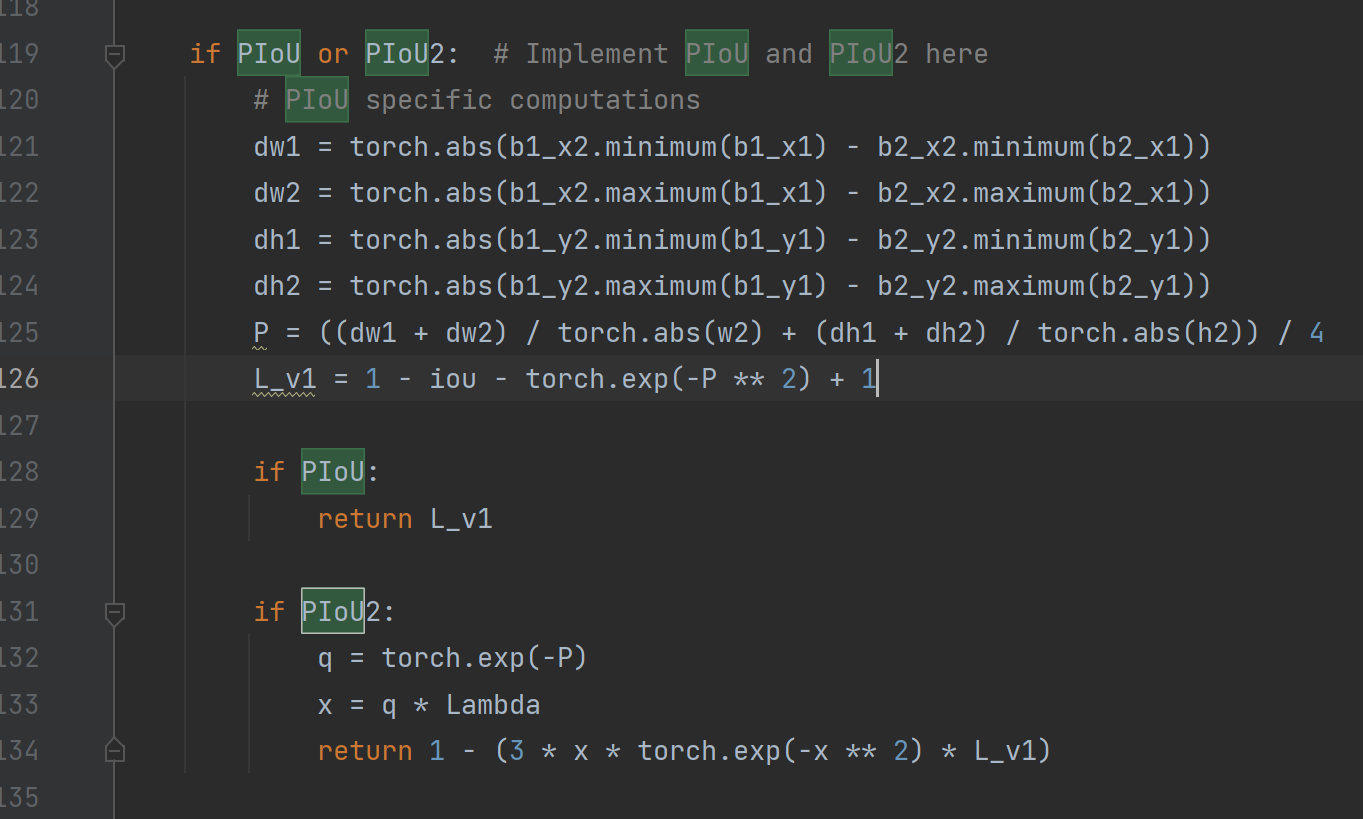 118
119 if PIoU or PIoU2:  # Implement PIoU and PIoU2 here
120 # PIoU specific computations
121 dw1 = torch.abs(b1_x2.minimum(b1_x1) - b2_x2.minimum(b2_x1))
122 dw2 = torch.abs(b1_x2.maximum(b1_x1) - b2_x2.maximum(b2_x1))
123 dh1 = torch.abs(b1_y2.minimum(b1_y1) - b2_y2.minimum(b2_y1))
124 dh2 = torch.abs(b1_y2.maximum(b1_y1) - b2_y2.maximum(b2_y1))
125 P = ((dw1 + dw2) / torch.abs(w2) + (dh1 + dh2) / torch.abs(h2)) / 4
126 L_v1 = 1 - iou - torch.exp(-P ** 2) + 1
127
128 if PIoU:
129 return L_v1
130
131 if PIoU2:
132 q = torch.exp(-P)
133 x = q * Lambda
134 return 1 - (3 * x * torch.exp(-x ** 2) * L_v1)
135